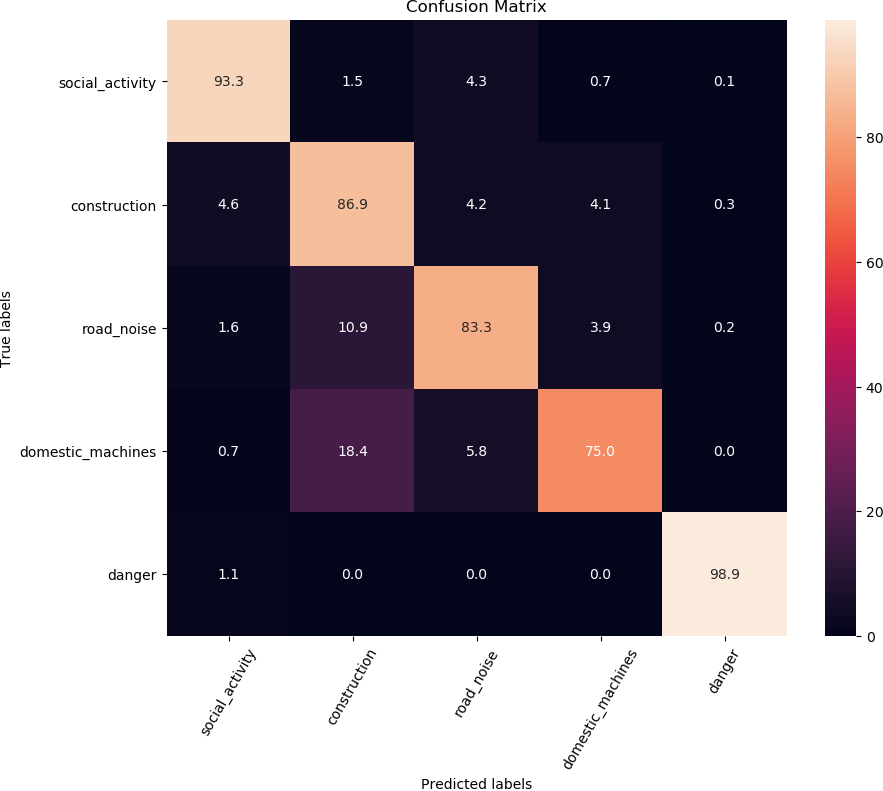 Confusion Matrix
True labels
social_activity 93.3 1.5 4.3 0.7 0.1
construction 4.6 86.9 4.2 4.1 0.3
road_noise 1.6 10.9 83.3 3.9 0.2
domestic_machines 0.7 18.4 5.8 75.0 0.0
danger 1.1 0.0 0.0 0.0 98.9
social_activity construction road_noise domestic_machines danger
Predicted labels
80
60
40
20
0